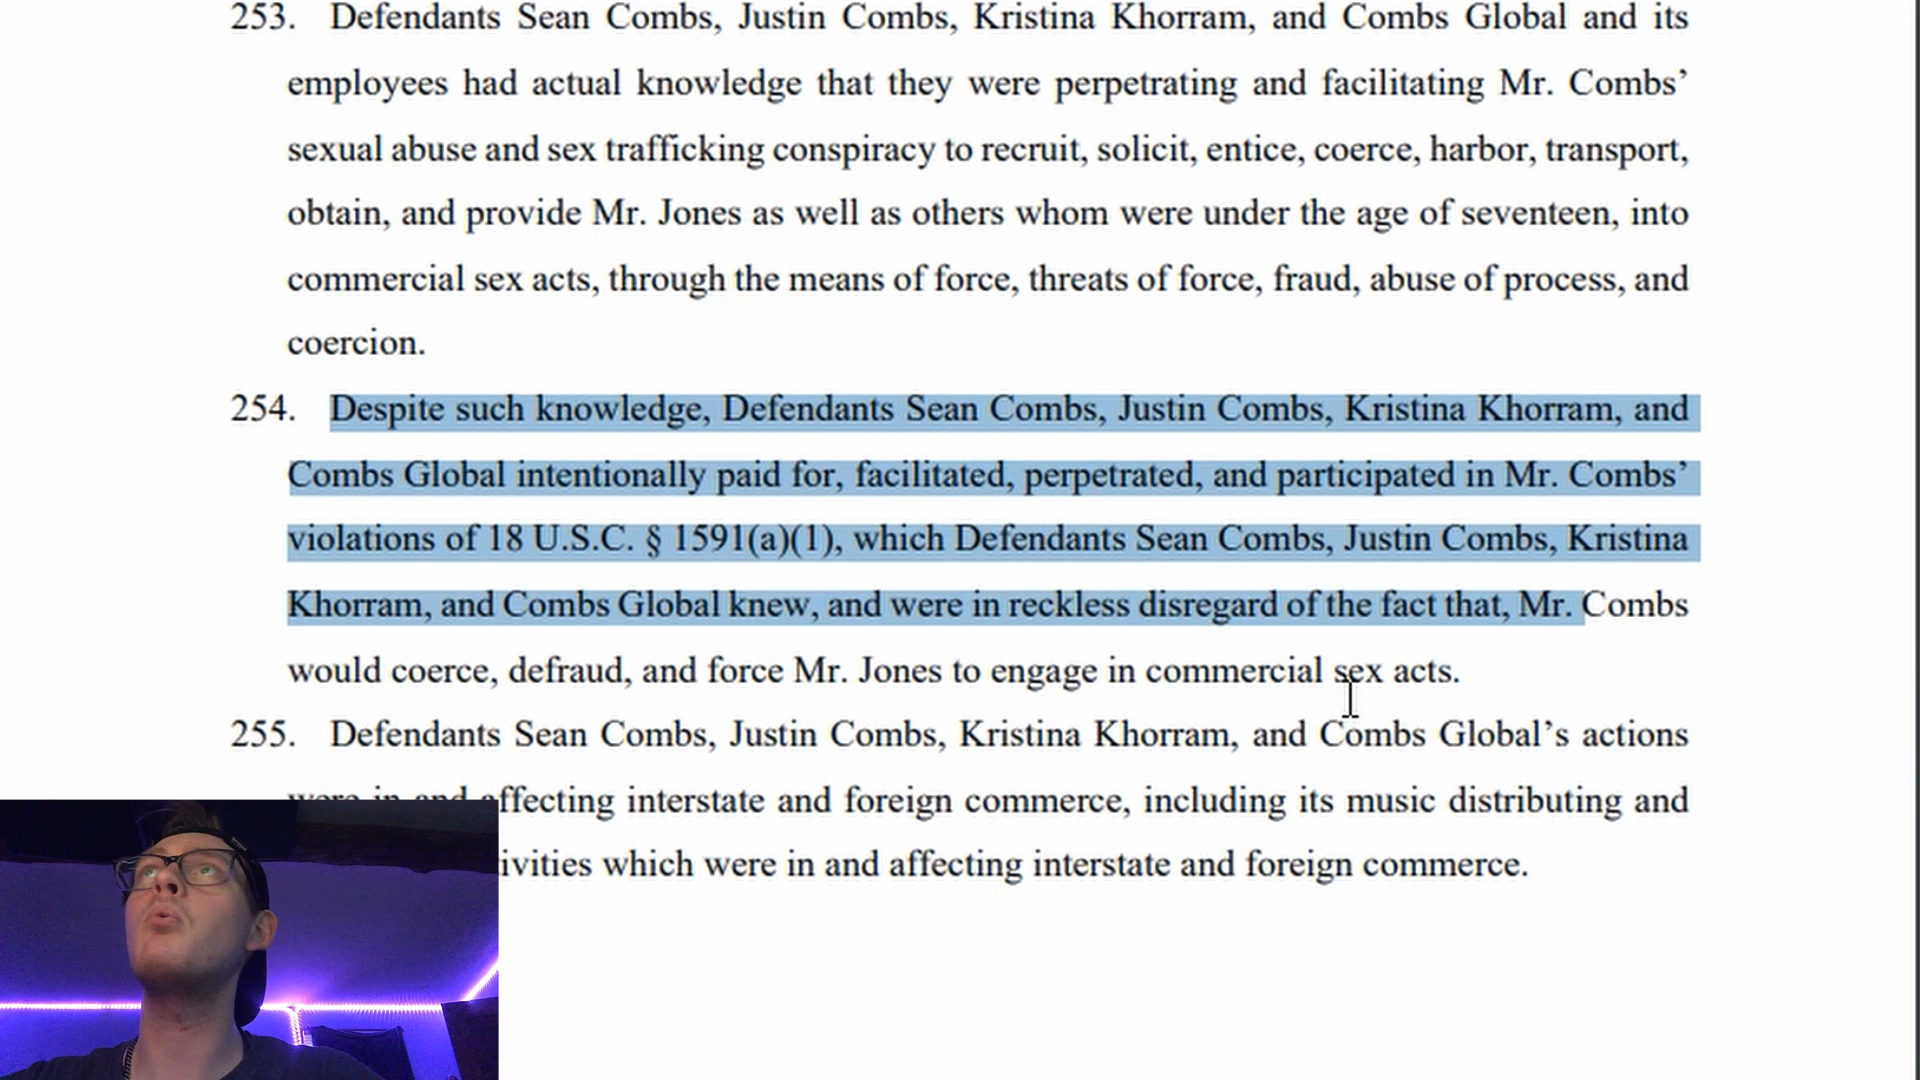 253. Defendants Sean Combs, Justin Combs, Kristina Khorram, and Combs Global and its
employees had actual knowledge that they were perpetrating and facilitating Mr. Combs’
sexual abuse and sex trafficking conspiracy to recruit, solicit, entice, coerce, harbor, transport,
obtain, and provide Mr. Jones as well as others whom were under the age of seventeen, into
commercial sex acts, through the means of force, threats of force, fraud, abuse of process, and
coercion.
254. Despite such knowledge, Defendants Sean Combs, Justin Combs, Kristina Khorram, and
Combs Global intentionally paid for, facilitated, perpetrated, and participated in Mr. Combs’
violations of 18 U.S.C. § 1591(a)(1), which Defendants Sean Combs, Justin Combs, Kristina
Khorram, and Combs Global knew, and were in reckless disregard of the fact that, Mr. Combs
would coerce, defraud, and force Mr. Jones to engage in commercial sex acts.
255. Defendants Sean Combs, Justin Combs, Kristina Khorram, and Combs Global’s actions
were in and affecting interstate and foreign commerce, including its music distributing and
ivities which were in and affecting interstate and foreign commerce.